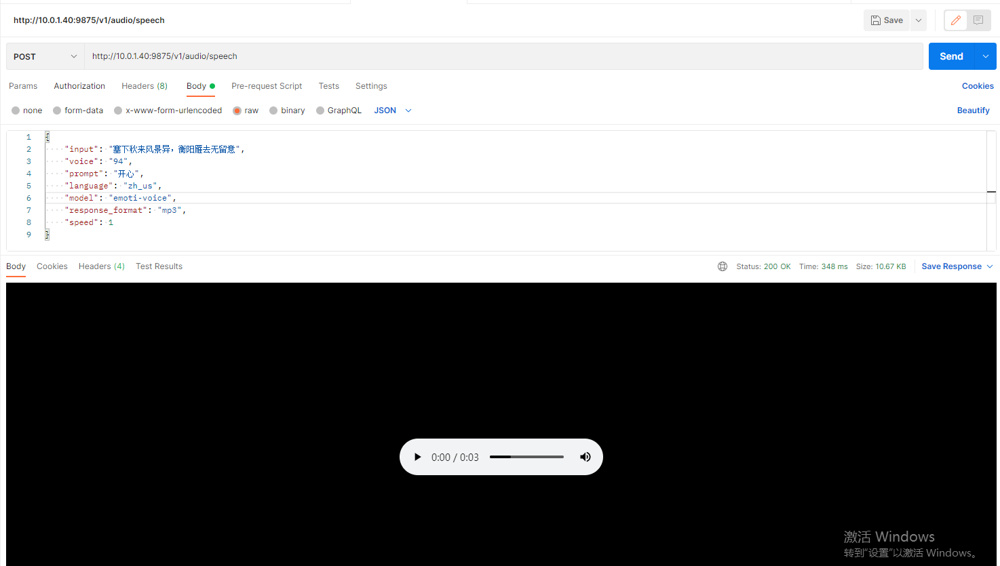 http://10.0.1.40:9875/v1/audio/speech
Save
POST
http://10.0.1.40:9875/v1/audio/speech
Send
Params Authorization Headers (8) Body Pre-request Script Tests Settings Cookies
none form-data x-www-form-urlencoded raw binary GraphQL JSON Beautify
1 {
2 "input": "塞下秋来风景异，衡阳雁去无留意",
3 "voice": "94",
4 "prompt": "开心",
5 "language": "zh_us",
6 "model": "emoti-voice",
7 "response_format": "mp3",
8 "speed": 1
9 }
Body Cookies Headers (4) Test Results Status: 200 OK Time: 348 ms Size: 10.67 KB Save Response
0:00 / 0:03
激活 Windows
转到"设置"以激活 Windows。